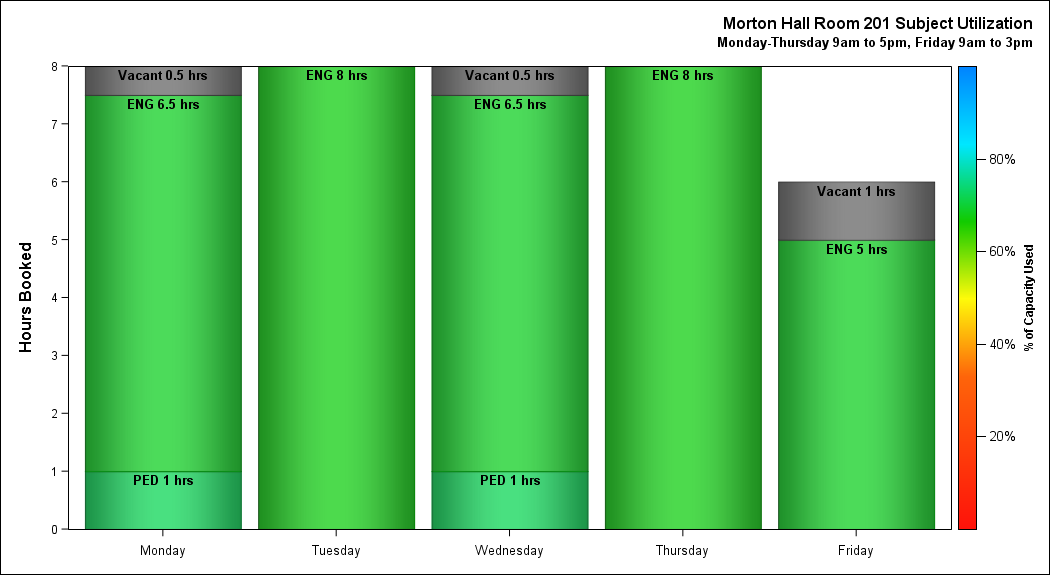 Morton Hall Room 201 Subject Utilization
Monday-Thursday 9am to 5pm, Friday 9am to 3pm
Hours Booked
8
7
6
5
4
3
2
1
0
Vacant 0.5 hrs
ENG 6.5 hrs
PED 1 hrs
ENG 8 hrs
Vacant 0.5 hrs
ENG 6.5 hrs
PED 1 hrs
ENG 8 hrs
Vacant 1 hrs
ENG 5 hrs
Monday
Tuesday
Wednesday
Thursday
Friday
80%
60%
40%
20%
% of Capacity Used